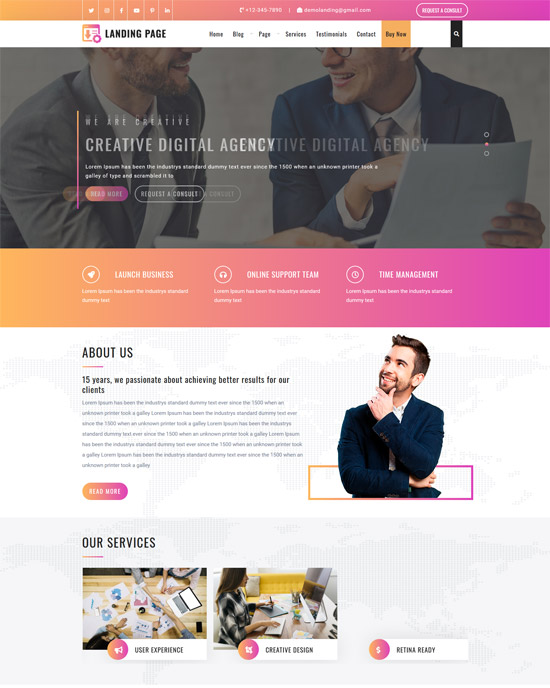 +12-345-7890 | demolanding@gmail.com REQUEST A CONSULT
LANDING PAGE Home Blog Page Services Testimonials Contact Buy Now
WE ARE CREATIVE
CREATIVE DIGITAL AGENCY
Lorem Ipsum has been the industrys standard dummy text ever since the 1500 when an unknown printer took a
galley of type and scrambled it to
READ MORE REQUEST A CONSULT
LAUNCH BUSINESS ONLINE SUPPORT TEAM TIME MANAGEMENT
Lorem Ipsum has been the industrys standard Lorem Ipsum has been the industrys standard Lorem Ipsum has been the industrys standard
dummy text dummy text dummy text
ABOUT US
15 years, we passionate about achieving better results for our
clients
Lorem Ipsum has been the industrys standard dummy text ever since the 1500 when an
unknown printer took a galley Lorem Ipsum has been the industrys standard dummy text
ever since the 1500 when an unknown printer took a galley Lorem Ipsum has been the
industrys standard dummy text ever since the 1500 when an unknown printer took a
galley Lorem Ipsum has been the industrys standard dummy text ever since the 1500 when
an unknown printer took a galley Lorem Ipsum has been the industrys standard
dummy text ever since the 1500 when an unknown printer took a galley
READ MORE
OUR SERVICES
USER EXPERIENCE CREATIVE DESIGN RETINA READY